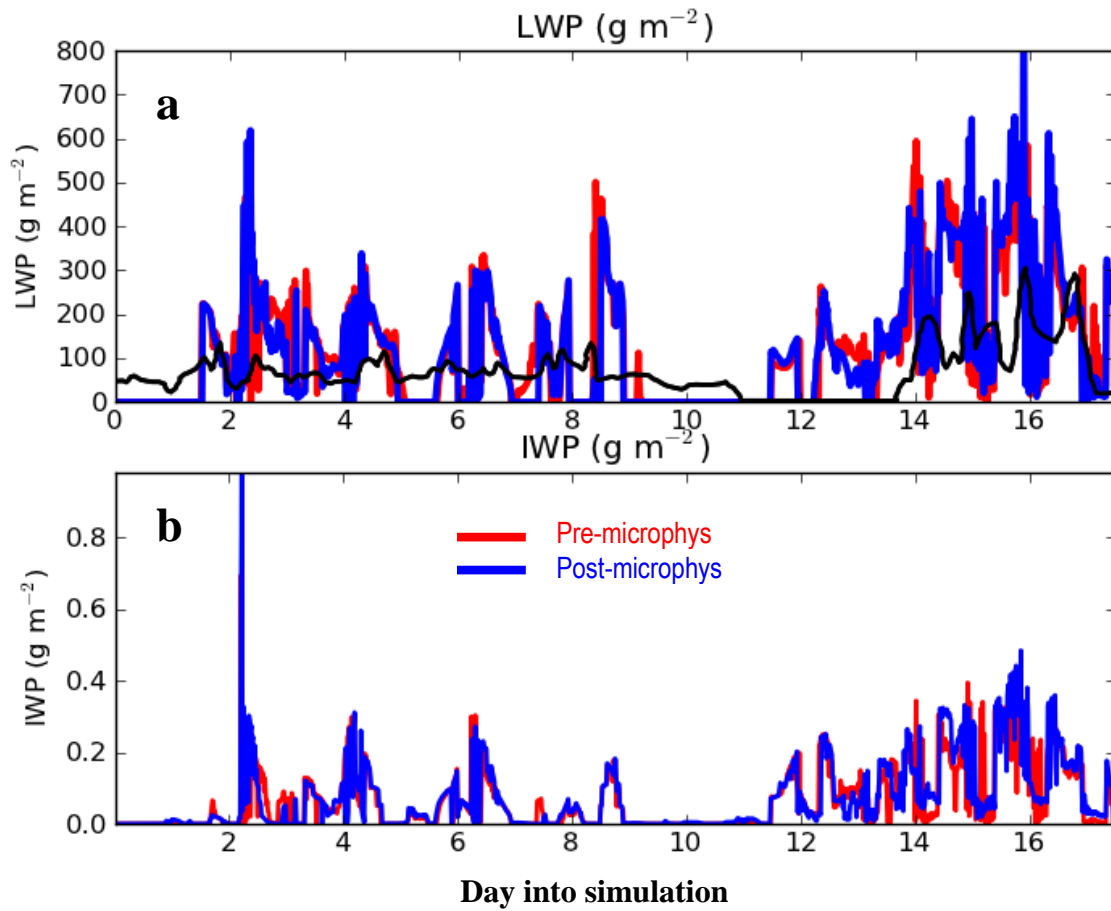 LWP (g m⁻²)
a
LWP (g m⁻²)
800
700
600
500
400
300
200
100
0
0 2 4 6 8 10 12 14 16
IWP (g m⁻²)
b
Pre-microphys
Post-microphys
IWP (g m⁻²)
0.8
0.6
0.4
0.2
0.0
2 4 6 8 10 12 14 16
Day into simulation